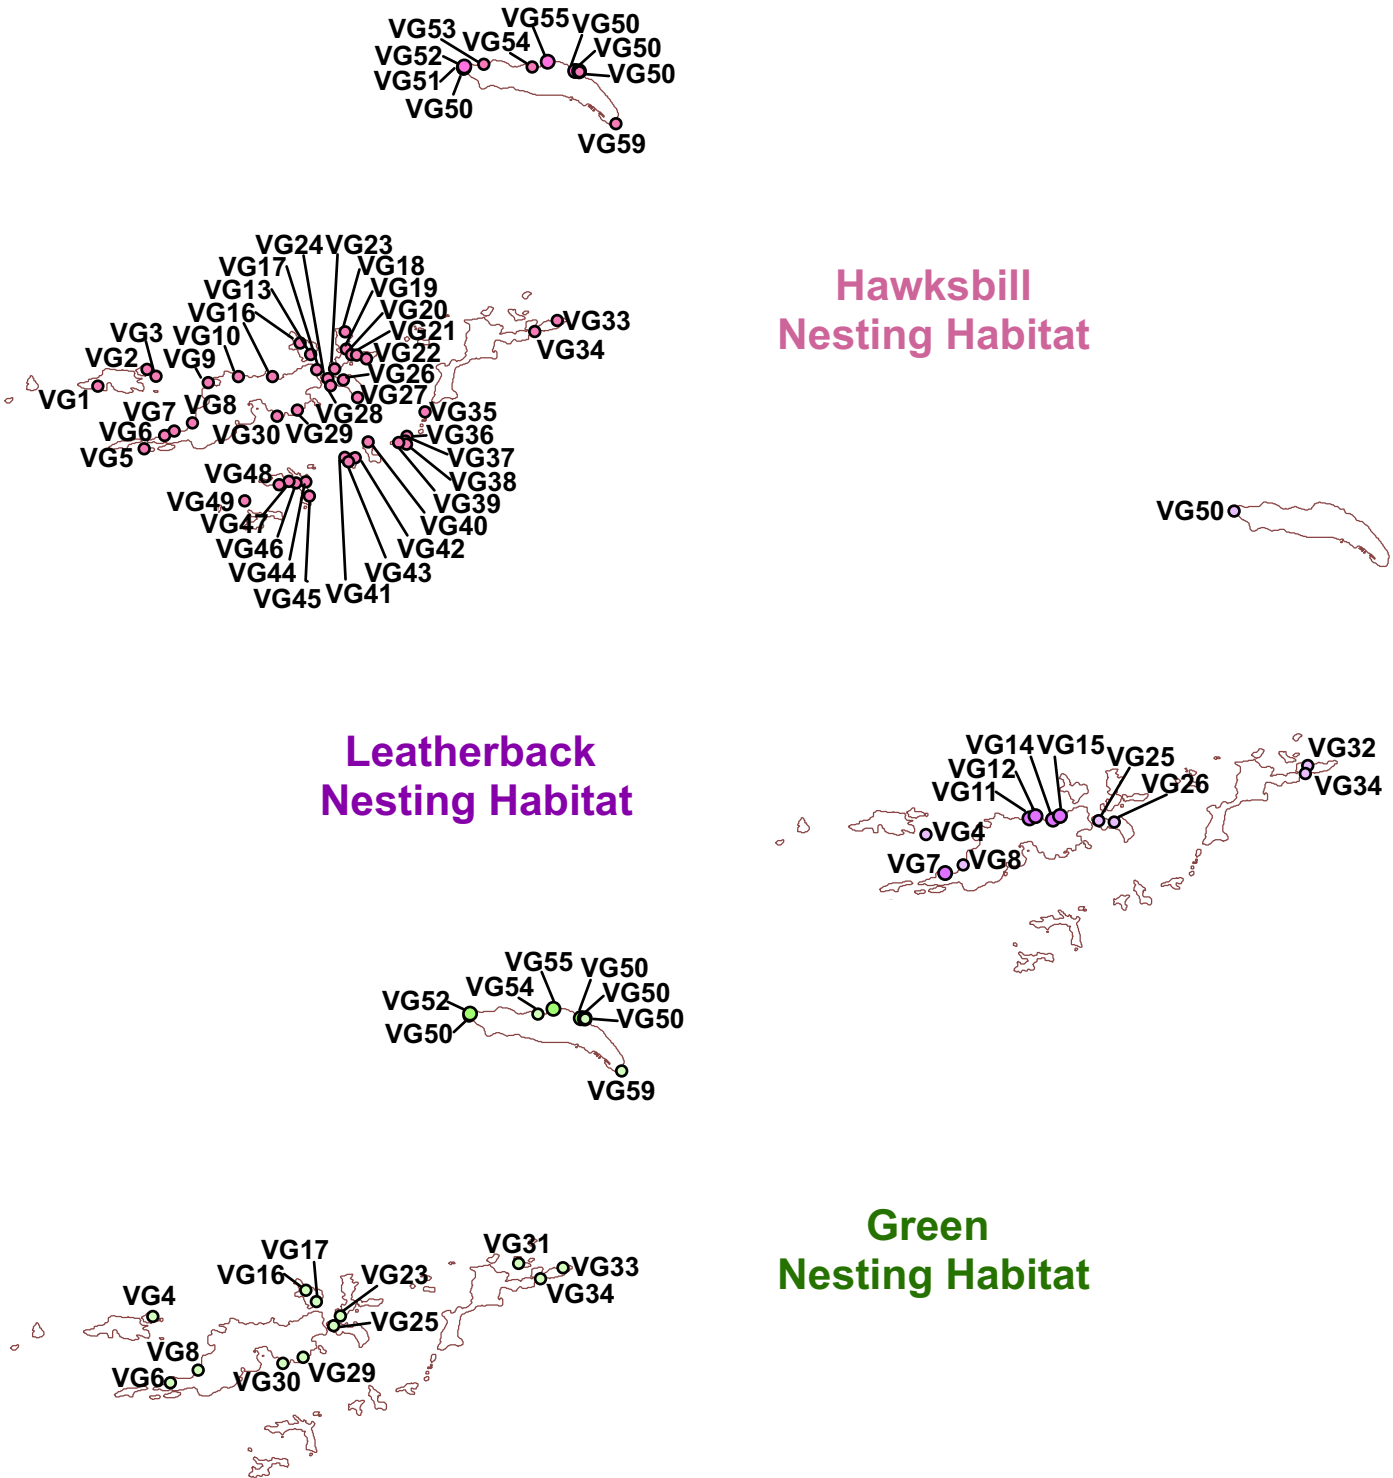 VG55
VG50
VG53
VG54
VG50
VG52
VG50
VG51
VG50
VG59
VG24
VG23
VG17
VG18
VG13
VG19
VG16
VG20
VG3
VG10
VG21
VG2
VG9
VG22
VG26
VG1
VG27
VG7
VG8
VG28
VG6
VG30
VG29
VG5
VG33
VG34
VG35
VG36
VG37
VG38
VG39
VG40
VG42
VG43
VG41
VG45
VG44
VG46
VG47
VG49
VG48
Hawksbill
Nesting Habitat
VG50
Leatherback
Nesting Habitat
VG14
VG15
VG25
VG12
VG26
VG11
VG32
VG34
VG4
VG7
VG8
VG55
VG50
VG54
VG50
VG52
VG50
VG50
VG59
Green
Nesting Habitat
VG17
VG16
VG23
VG31
VG33
VG34
VG4
VG25
VG8
VG6
VG30
VG29